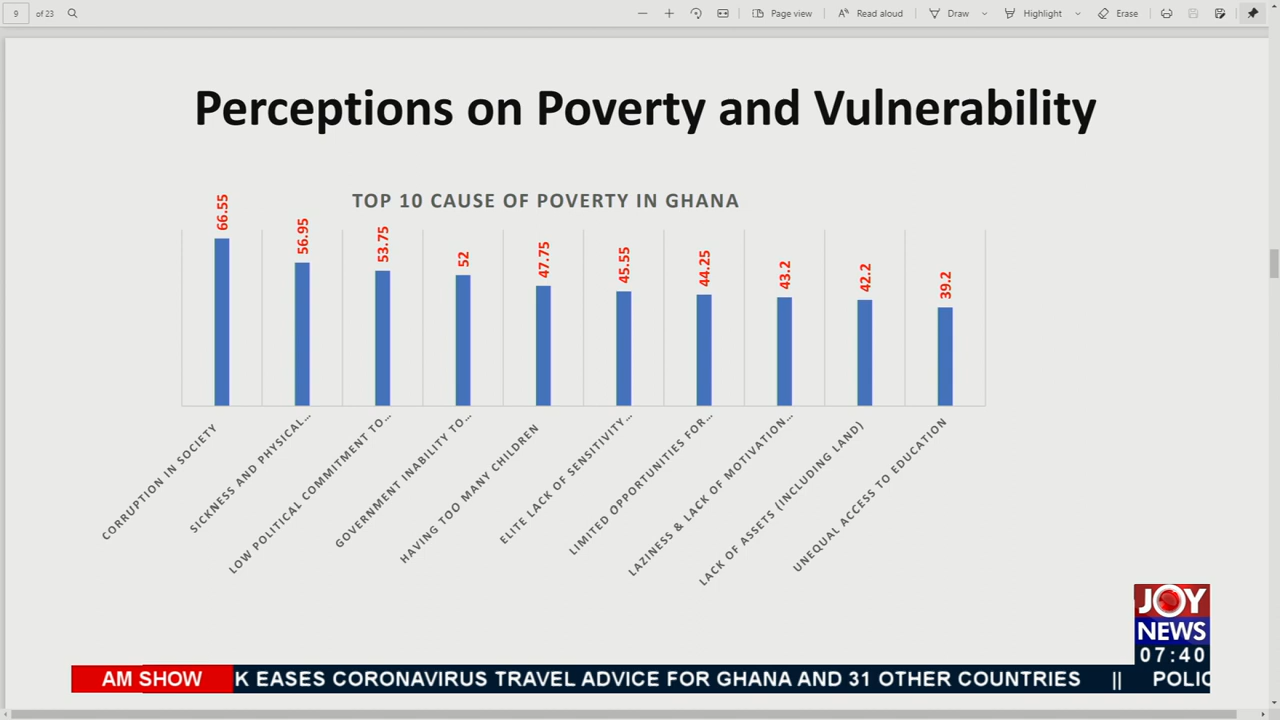 9 of 23 Page view Read aloud Draw Highlight Erase
Perceptions on Poverty and Vulnerability
TOP 10 CAUSE OF POVERTY IN GHANA
66.55
56.95
53.75
52
47.75
45.55
44.25
43.2
42.2
39.2
CORRUPTION IN SOCIETY
SICKNESS AND PHYSICAL…
LOW POLITICAL COMMITMENT TO…
GOVERNMENT INABILITY TO…
HAVING TOO MANY CHILDREN
ELITE LACK OF SENSITIVITY…
LIMITED OPPORTUNITIES FOR…
LAZINESS & LACK OF MOTIVATION…
LACK OF ASSETS (INCLUDING LAND)
UNEQUAL ACCESS TO EDUCATION
JOY
NEWS
07:40
AM SHOW K EASES CORONAVIRUS TRAVEL ADVICE FOR GHANA AND 31 OTHER COUNTRIES || POLIC